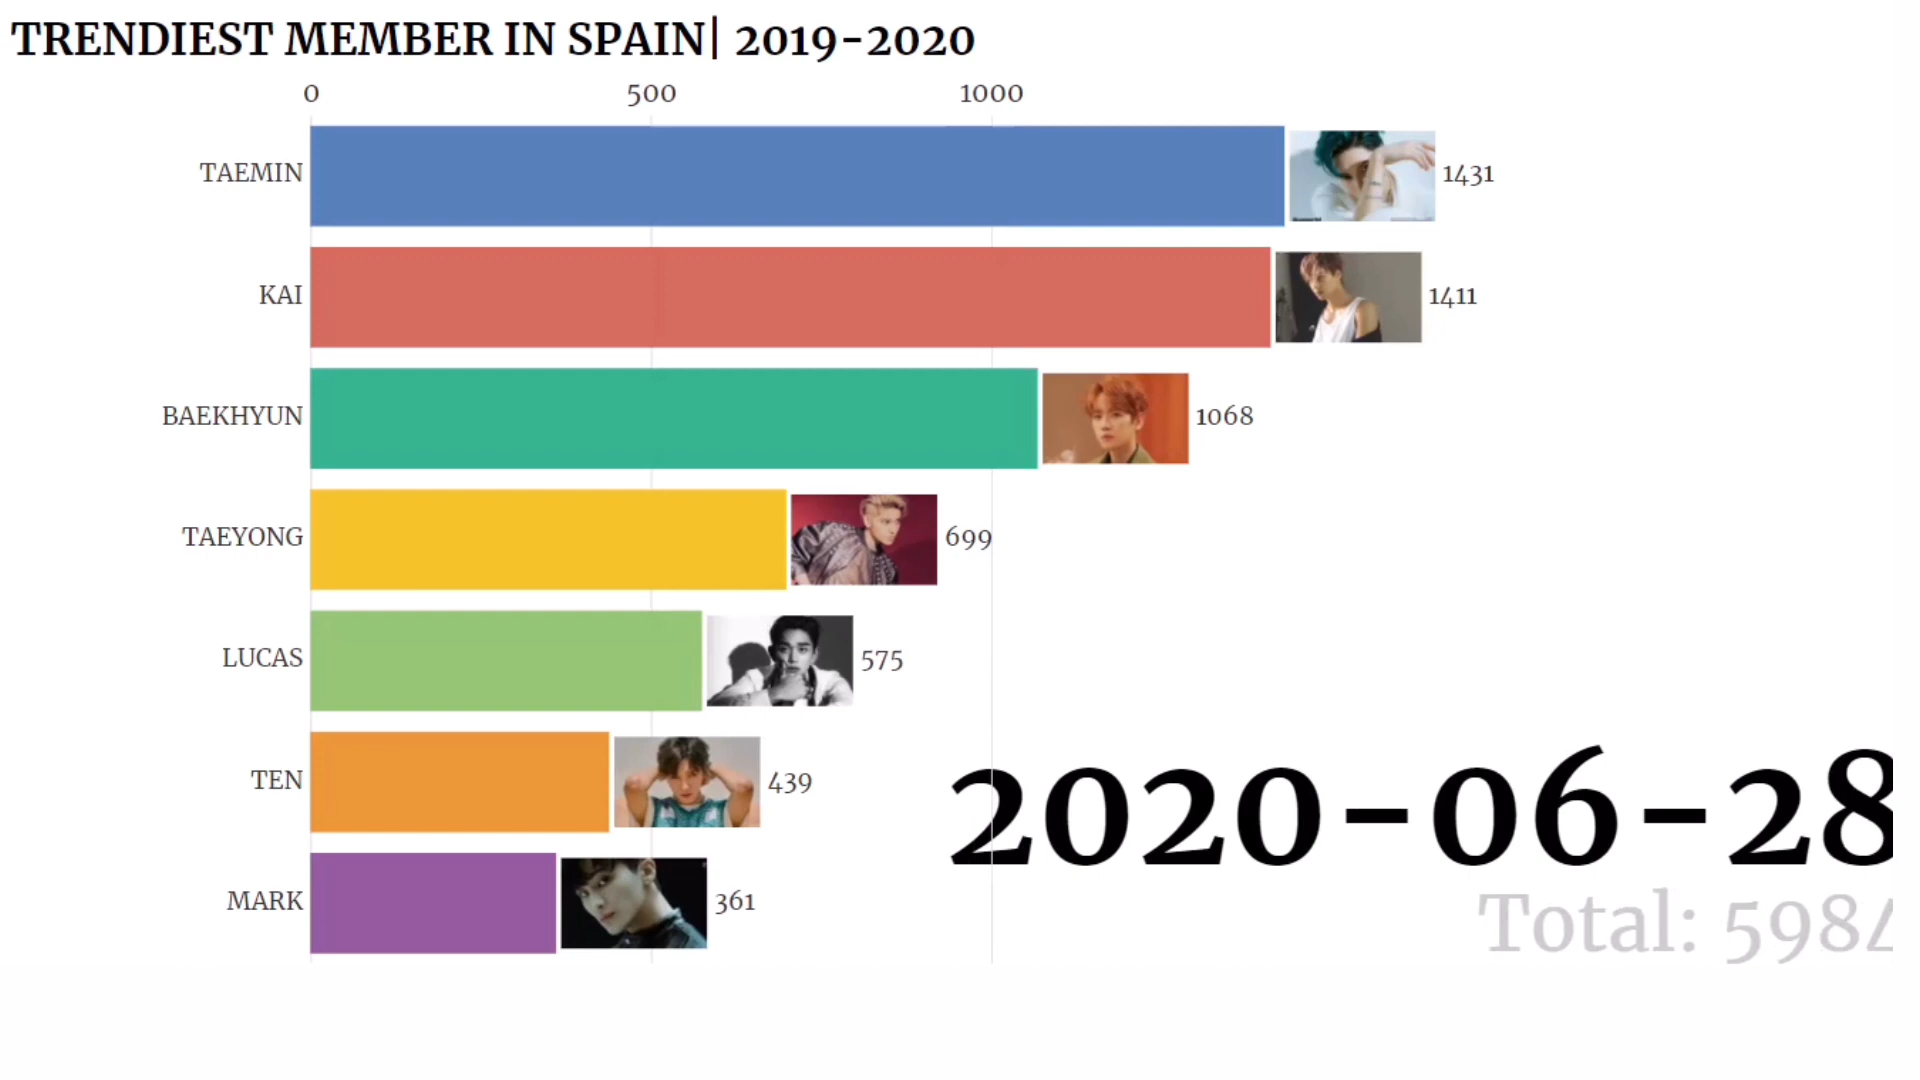 TRENDIEST MEMBER IN SPAIN| 2019-2020
0 500 1000
TAEMIN 1431
KAI 1411
BAEKHYUN 1068
TAEYONG 699
LUCAS 575
TEN 439
MARK 361
2020-06-28
Total: 5984